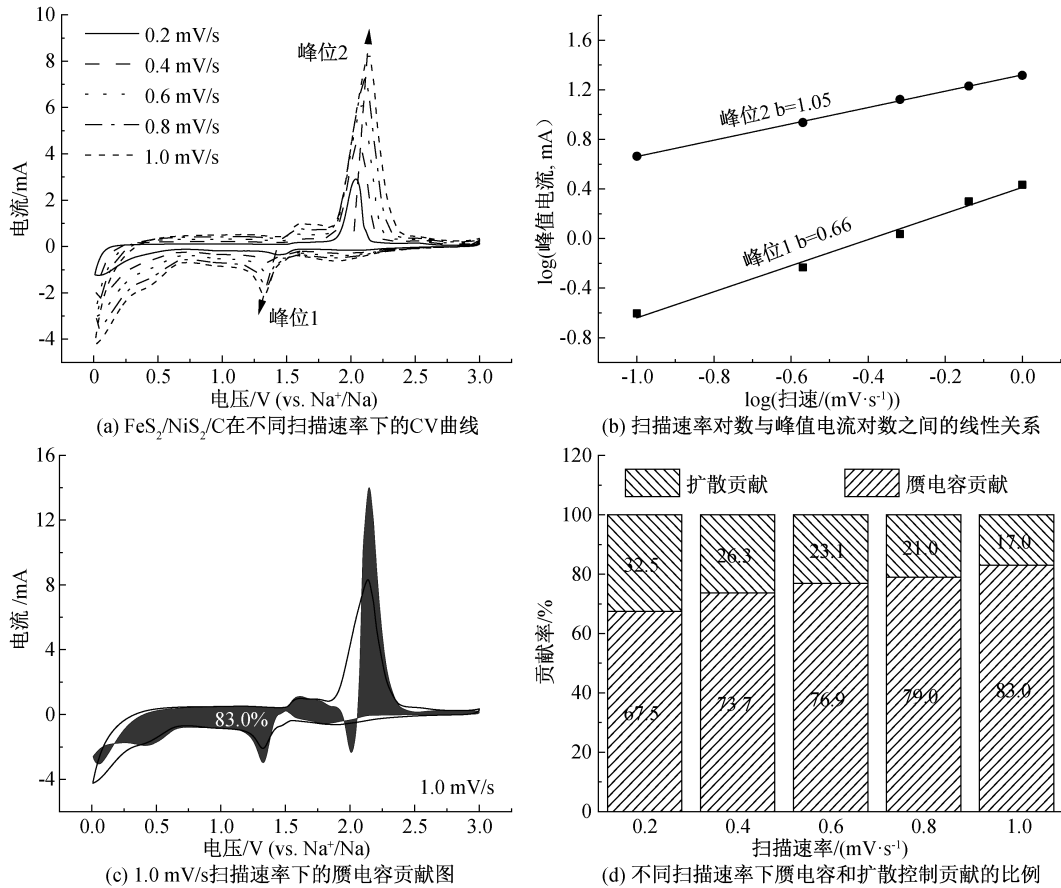 10
8
6
4
2
0
-2
-4
电流/mA
0.2 mV/s
0.4 mV/s
0.6 mV/s
0.8 mV/s
1.0 mV/s
峰位2
峰位1
0 0.5 1.0 1.5 2.0 2.5 3.0
电压/V (vs. Na⁺/Na)
(a) FeS₂/NiS₂/C在不同扫描速率下的CV曲线
1.6
1.2
0.8
0.4
0.0
-0.4
-0.8
log(峰值电流, mA)
峰位2 b=1.05
峰位1 b=0.66
-1.0 -0.8 -0.6 -0.4 -0.2 0.0
log(扫速/(mV·s⁻¹))
(b) 扫描速率对数与峰值电流对数之间的线性关系
16
12
8
4
0
-4
电流 /mA
83.0%
1.0 mV/s
0.0 0.5 1.0 1.5 2.0 2.5 3.0
电压/V (vs. Na⁺/Na)
(c) 1.0 mV/s扫描速率下的赝电容贡献图
120
100
80
60
40
20
0
贡献率/%
扩散贡献 赝电容贡献
32.5 26.3 23.1 21.0 17.0
67.5 73.7 76.9 79.0 83.0
0.2 0.4 0.6 0.8 1.0
扫描速率/(mV·s⁻¹)
(d) 不同扫描速率下赝电容和扩散控制贡献的比例